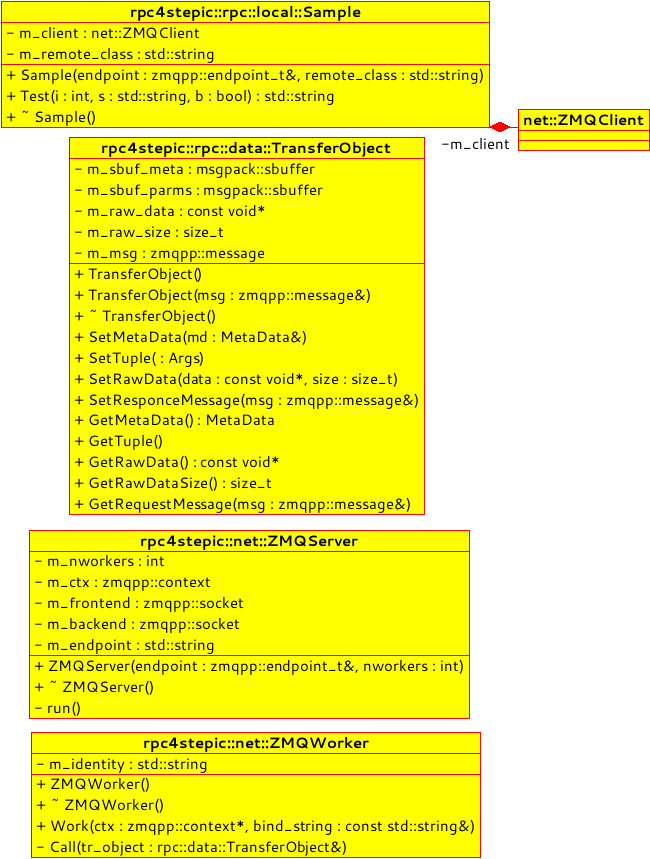 rpc4stepic::rpc::local::Sample
- m_client : net::ZMQClient
- m_remote_class : std::string
+ Sample(endpoint : zmqpp::endpoint_t&, remote_class : std::string)
+ Test(i : int, s : std::string, b : bool) : std::string
+ ~ Sample()
net::ZMQClient
-m_client
rpc4stepic::rpc::data::TransferObject
- m_sbuf_meta : msgpack::sbuffer
- m_sbuf_parms : msgpack::sbuffer
- m_raw_data : const void*
- m_raw_size : size_t
- m_msg : zmqpp::message
+ TransferObject()
+ TransferObject(msg : zmqpp::message&)
+ ~ TransferObject()
+ SetMetaData(md : MetaData&)
+ SetTuple( : Args)
+ SetRawData(data : const void*, size : size_t)
+ SetResponceMessage(msg : zmqpp::message&)
+ GetMetaData() : MetaData
+ GetTuple()
+ GetRawData() : const void*
+ GetRawDataSize() : size_t
+ GetRequestMessage(msg : zmqpp::message&)
rpc4stepic::net::ZMQServer
- m_nworkers : int
- m_ctx : zmqpp::context
- m_frontend : zmqpp::socket
- m_backend : zmqpp::socket
- m_endpoint : std::string
+ ZMQServer(endpoint : zmqpp::endpoint_t&, nworkers : int)
+ ~ ZMQServer()
- run()
rpc4stepic::net::ZMQWorker
- m_identity : std::string
+ ZMQWorker()
+ ~ ZMQWorker()
+ Work(ctx : zmqpp::context*, bind_string : const std::string&)
- Call(tr_object : rpc::data::TransferObject&)